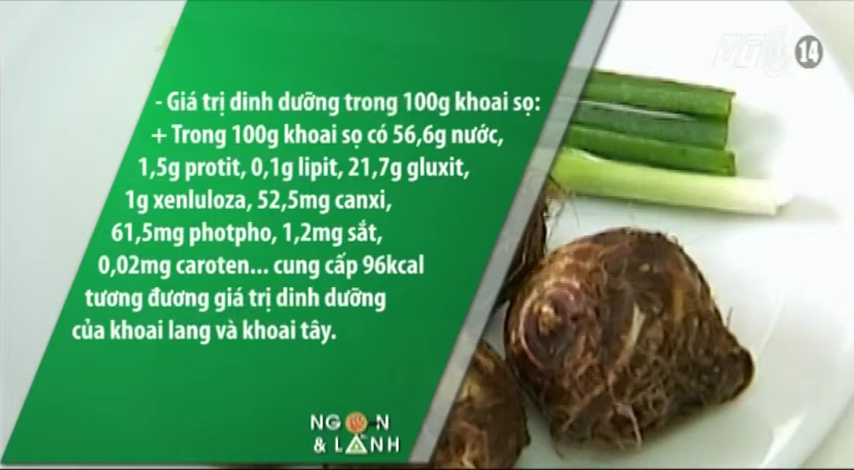 VTC 14
- Giá trị dinh dưỡng trong 100g khoai sọ:
+ Trong 100g khoai sọ có 56,6g nước,
1,5g protit, 0,1g lipit, 21,7g gluxit,
1g xenluloza, 52,5mg canxi,
61,5mg photpho, 1,2mg sắt,
0,02mg caroten... cung cấp 96kcal
tương đương giá trị dinh dưỡng
của khoai lang và khoai tây.
NGON
& LÀNH